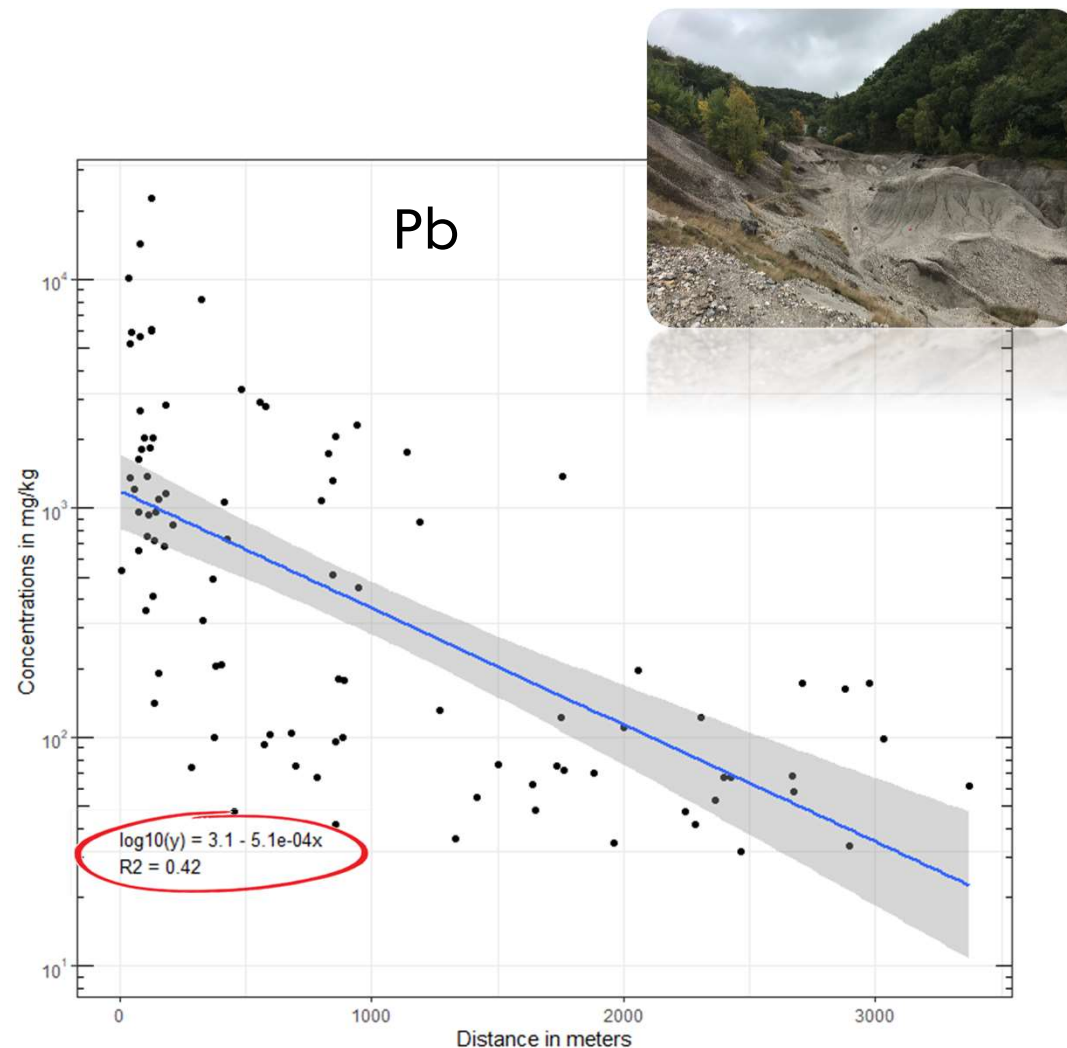 Pb
10^4
10^3
10^2
10^1
Concentrations in mg/kg
log10(y) = 3.1 - 5.1e-04x
R2 = 0.42
0 1000 2000 3000
Distance in meters